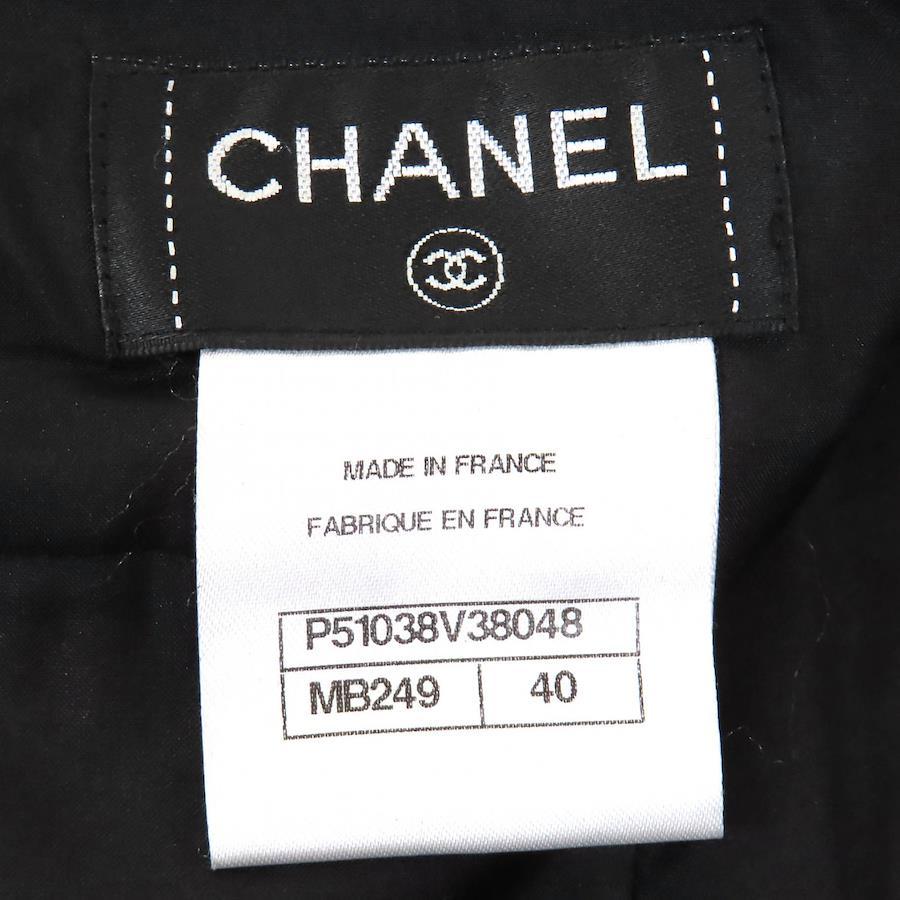 CHANEL
MADE IN FRANCE
FABRIQUE EN FRANCE
P51038V38048
MB249 40